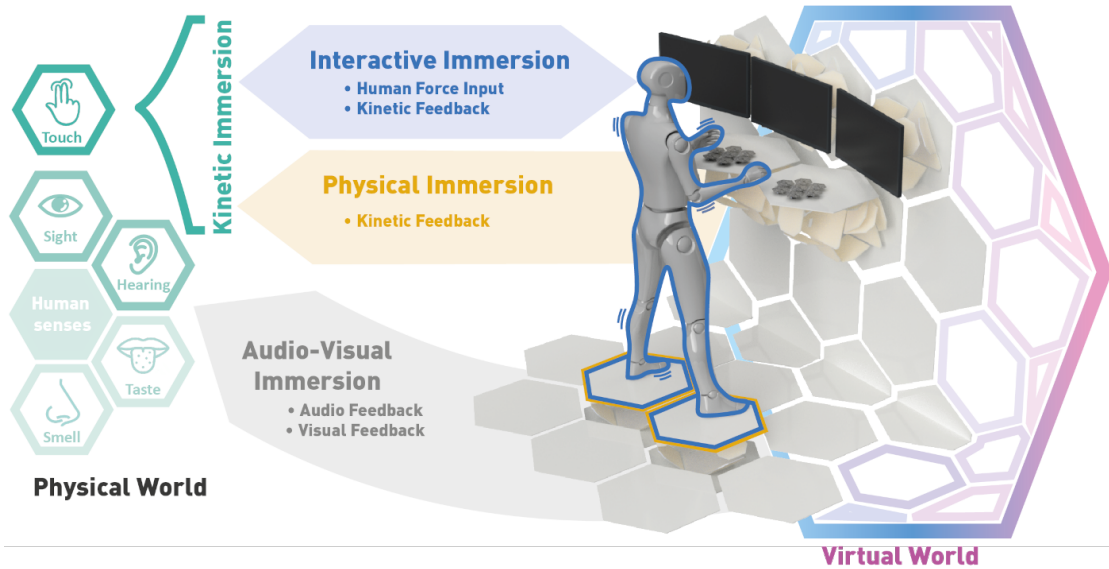 Touch
Sight
Hearing
Human
senses
Taste
Smell
Physical World
Kinetic Immersion
Interactive Immersion
• Human Force Input
• Kinetic Feedback
Physical Immersion
• Kinetic Feedback
Audio-Visual
Immersion
• Audio Feedback
• Visual Feedback
Virtual World